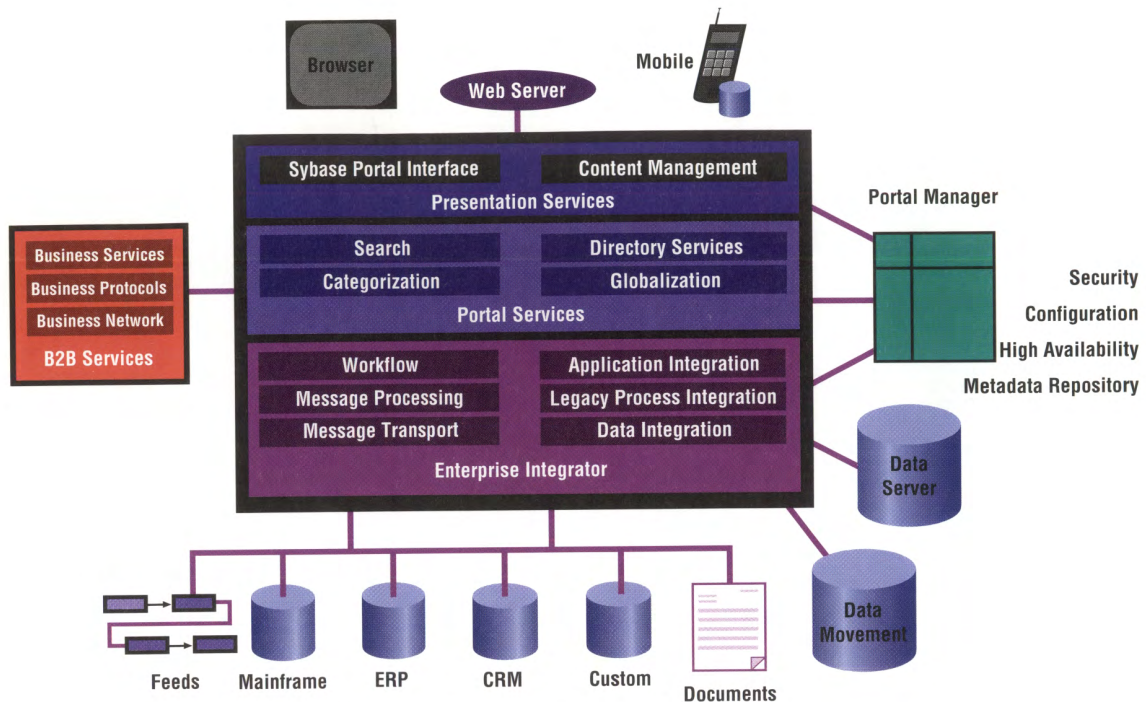 Browser
Web Server
Mobile
Sybase Portal Interface
Content Management
Presentation Services
Portal Manager
Search
Directory Services
Categorization
Globalization
Portal Services
Business Services
Business Protocols
Business Network
B2B Services
Security
Configuration
High Availability
Metadata Repository
Workflow
Application Integration
Message Processing
Legacy Process Integration
Message Transport
Data Integration
Enterprise Integrator
Data
Server
Data
Movement
Feeds
Mainframe
ERP
CRM
Custom
Documents